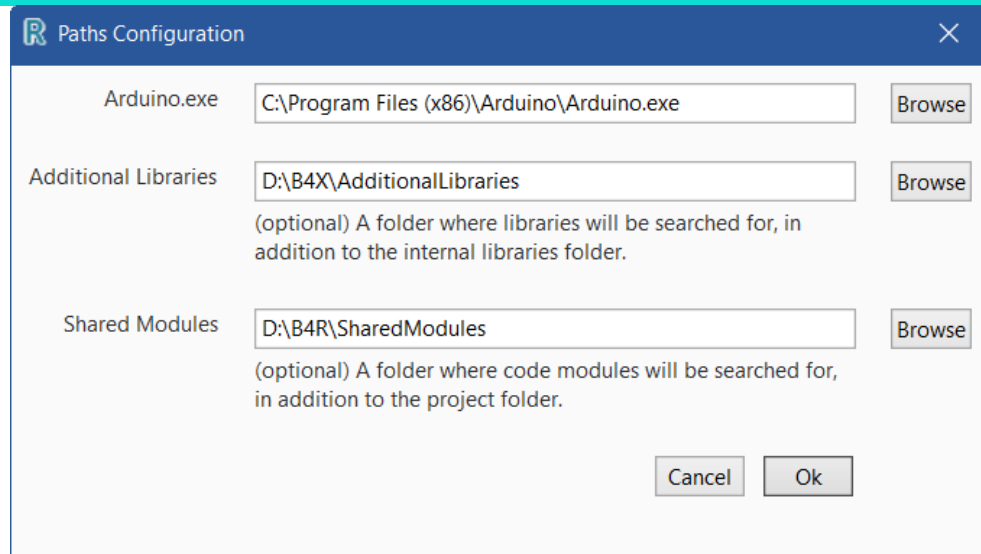 Paths Configuration
Arduino.exe
C:\Program Files (x86)\Arduino\Arduino.exe
Browse
Additional Libraries
D:\B4X\AdditionalLibraries
Browse
(optional) A folder where libraries will be searched for, in
addition to the internal libraries folder.
Shared Modules
D:\B4R\SharedModules
Browse
(optional) A folder where code modules will be searched for,
in addition to the project folder.
Cancel
Ok